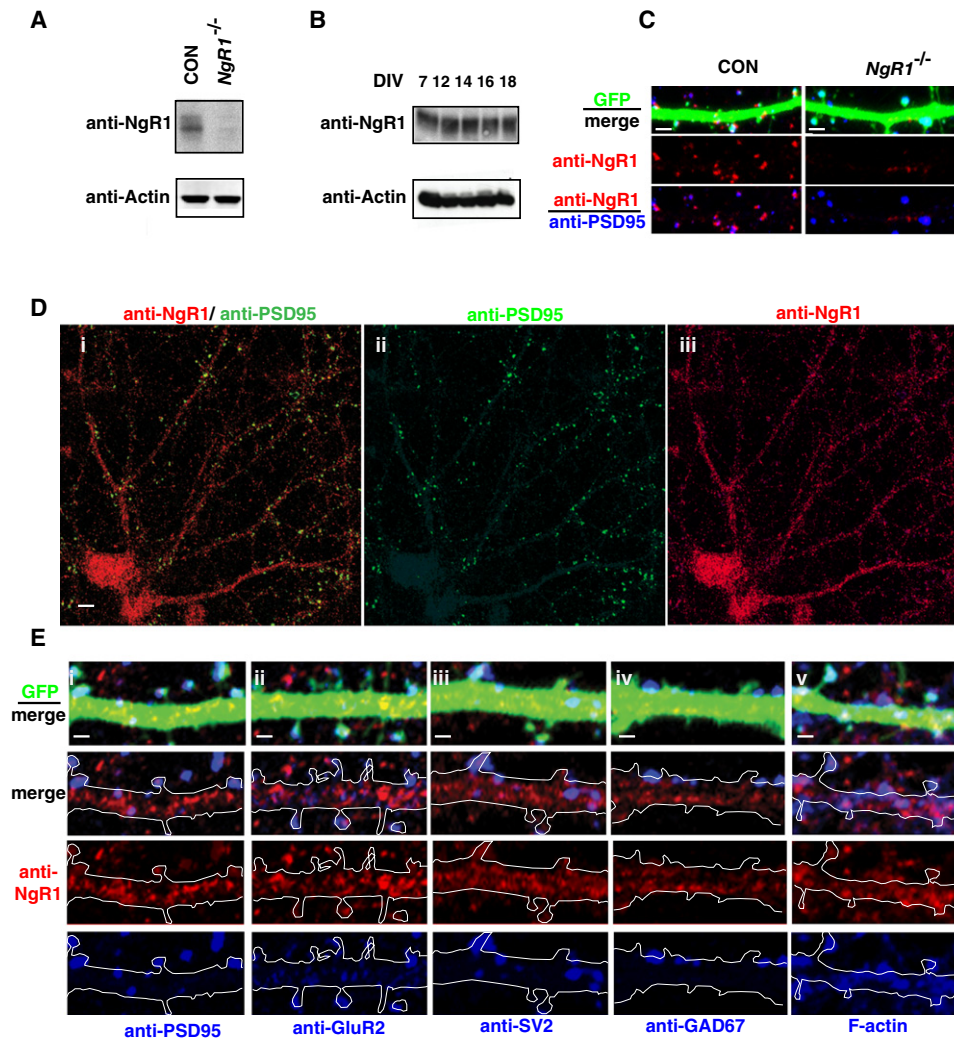 A
CON
NgR1-/-
anti-NgR1
anti-Actin
B
DIV 7 12 14 16 18
anti-NgR1
anti-Actin
C
CON NgR1-/-
GFP
merge
anti-NgR1
anti-NgR1
anti-PSD95
D
anti-NgR1/ anti-PSD95 anti-PSD95 anti-NgR1
i ii iii
E
i ii iii iv v
GFP
merge
merge
anti-
NgR1
anti-PSD95 anti-GluR2 anti-SV2 anti-GAD67 F-actin